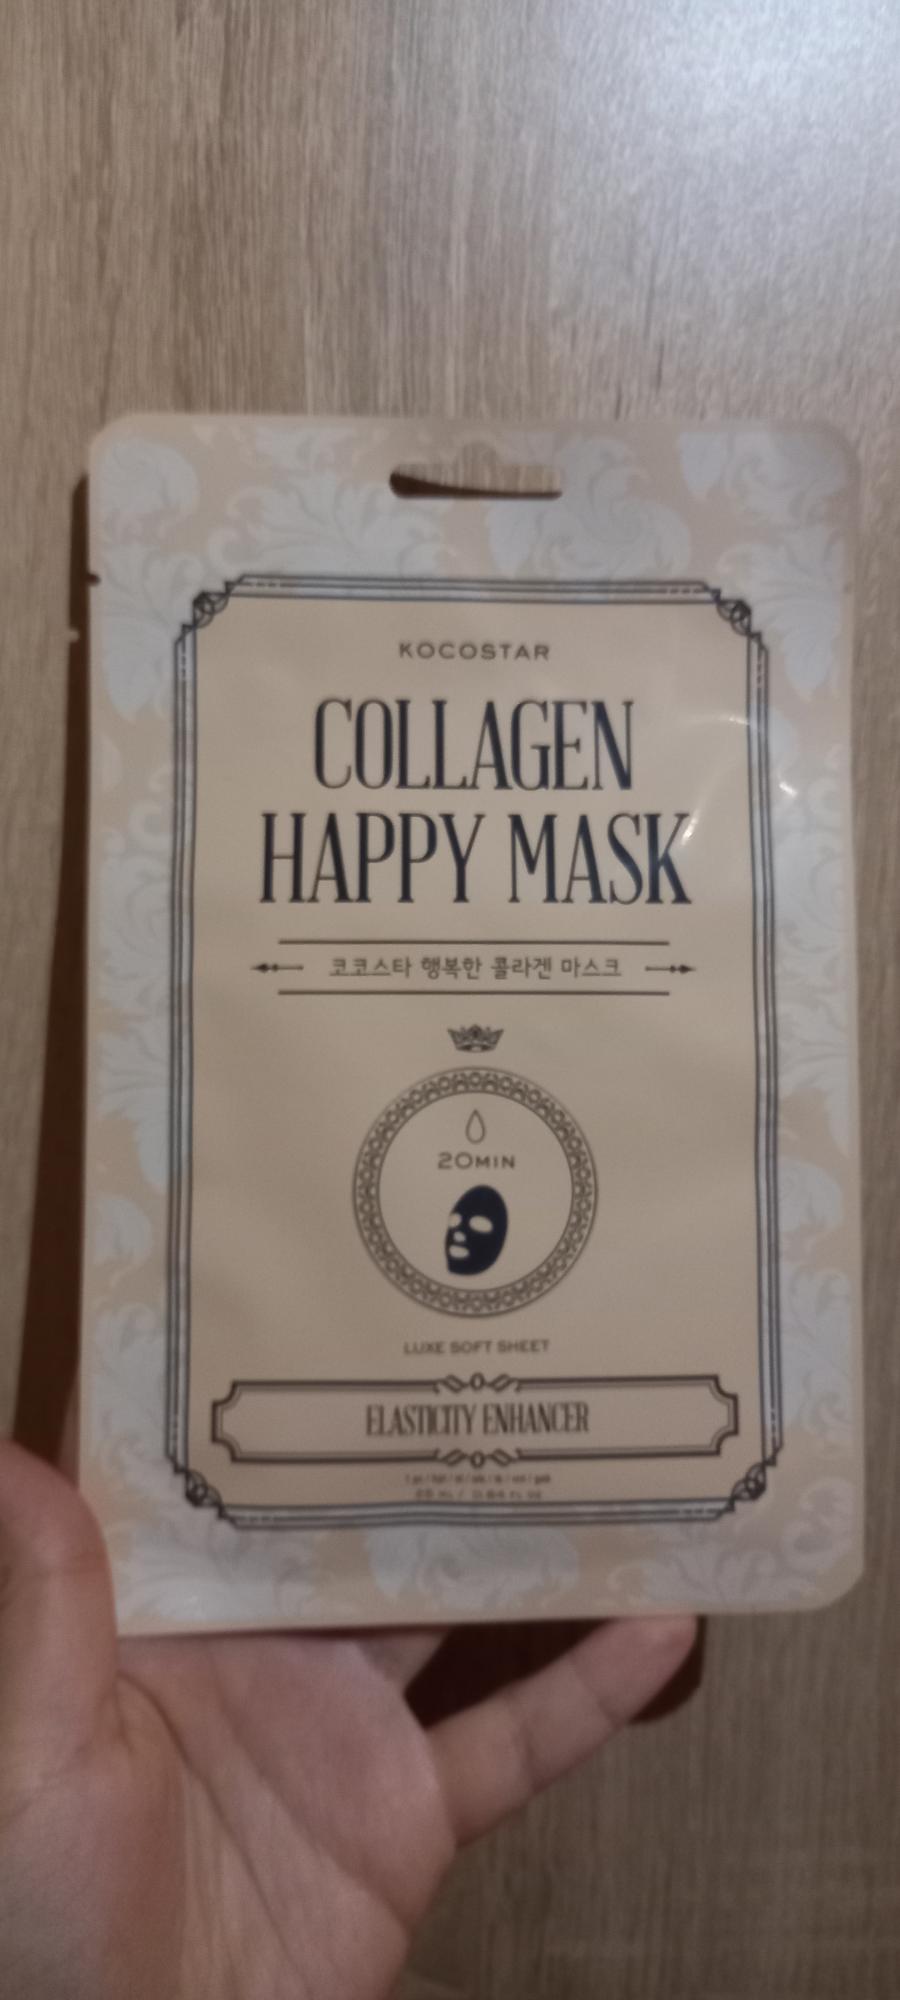 KOCOSTAR
COLLAGEN
HAPPY MASK
코코스타 행복한 콜라겐 마스크
20MIN
LUXE SOFT SHEET
ELASTICITY ENHANCER